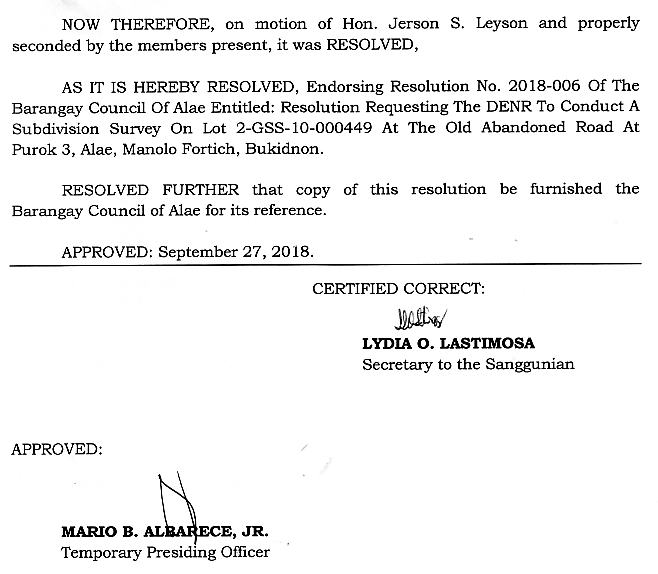 NOW THEREFORE, on motion of Hon. Jerson S. Leyson and properly
seconded by the members present, it was RESOLVED,
AS IT IS HEREBY RESOLVED, Endorsing Resolution No. 2018-006 Of The
Barangay Council Of Alae Entitled: Resolution Requesting The DENR To Conduct A
Subdivision Survey On Lot 2-GSS-10-000449 At The Old Abandoned Road At
Purok 3, Alae, Manolo Fortich, Bukidnon.
RESOLVED FURTHER that copy of this resolution be furnished the
Barangay Council of Alae for its reference.
APPROVED: September 27, 2018.
CERTIFIED CORRECT:
LYDIA O. LASTIMOSA
Secretary to the Sanggunian
APPROVED:
MARIO B. ALBARECE, JR.
Temporary Presiding Officer